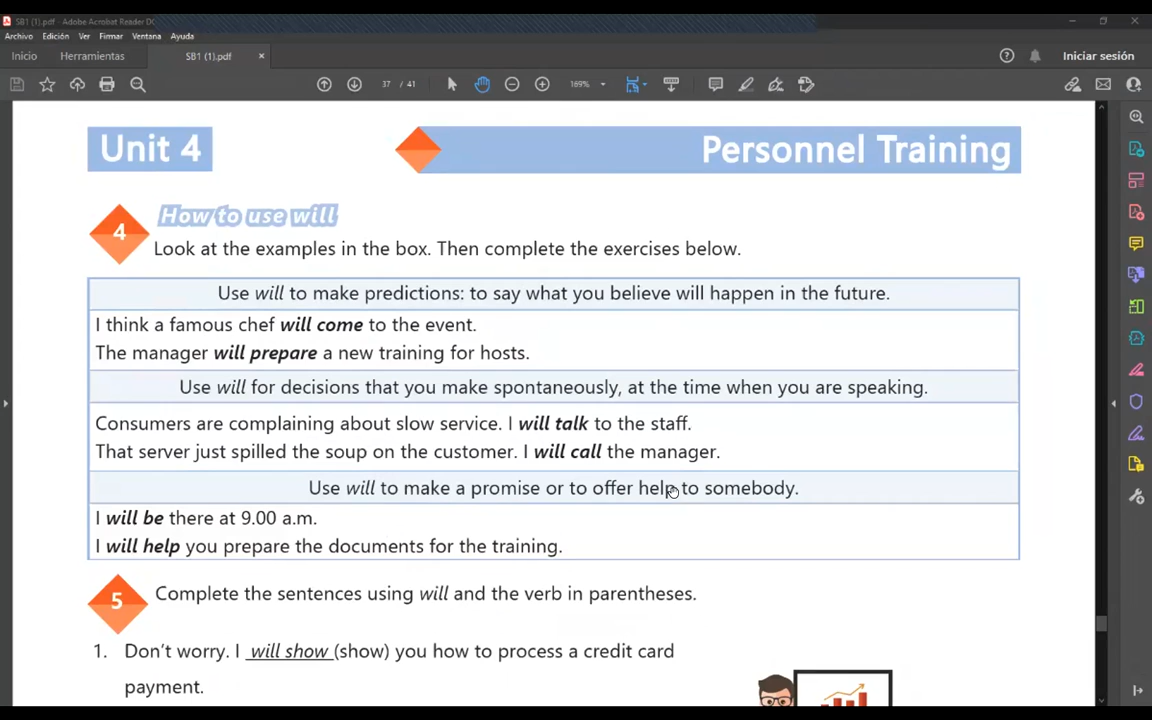 SB1 (1).pdf - Adobe Acrobat Reader DC
Archivo Edición Ver Firmar Ventana Ayuda
Inicio Herramientas SB1 (1).pdf × Iniciar sesión
37 / 41 169%
Unit 4 Personnel Training
4 How to use will
Look at the examples in the box. Then complete the exercises below.
Use will to make predictions: to say what you believe will happen in the future.
I think a famous chef will come to the event.
The manager will prepare a new training for hosts.
Use will for decisions that you make spontaneously, at the time when you are speaking.
Consumers are complaining about slow service. I will talk to the staff.
That server just spilled the soup on the customer. I will call the manager.
Use will to make a promise or to offer help to somebody.
I will be there at 9.00 a.m.
I will help you prepare the documents for the training.
5 Complete the sentences using will and the verb in parentheses.
1. Don't worry. I will show (show) you how to process a credit card
payment.